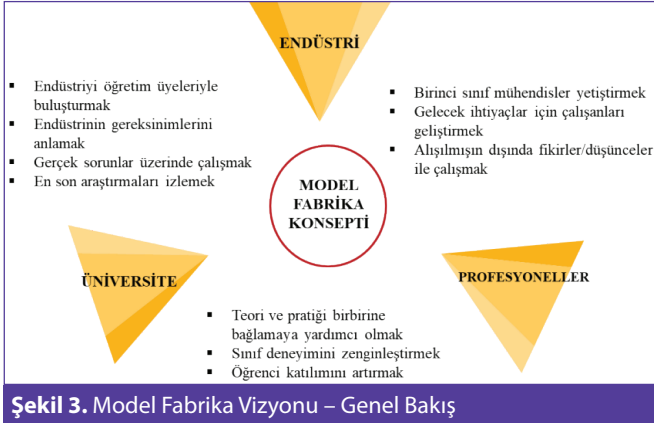 ENDÜSTRİ
▪ Endüstriyi öğretim üyeleriyle
buluşturmak
▪ Endüstrinin gereksinimlerini
anlamak
▪ Gerçek sorunlar üzerinde çalışmak
▪ En son araştırmaları izlemek
▪ Birinci sınıf mühendisler yetiştirmek
▪ Gelecek ihtiyaçlar için çalışanları
geliştirmek
▪ Alışılmışın dışında fikirler/düşünceler
ile çalışmak
MODEL
FABRİKA
KONSEPTİ
ÜNİVERSİTE
PROFESYONELLER
▪ Teori ve pratiği birbirine
bağlamaya yardımcı olmak
▪ Sınıf deneyimini zenginleştirmek
▪ Öğrenci katılımını artırmak
Şekil 3. Model Fabrika Vizyonu – Genel Bakış